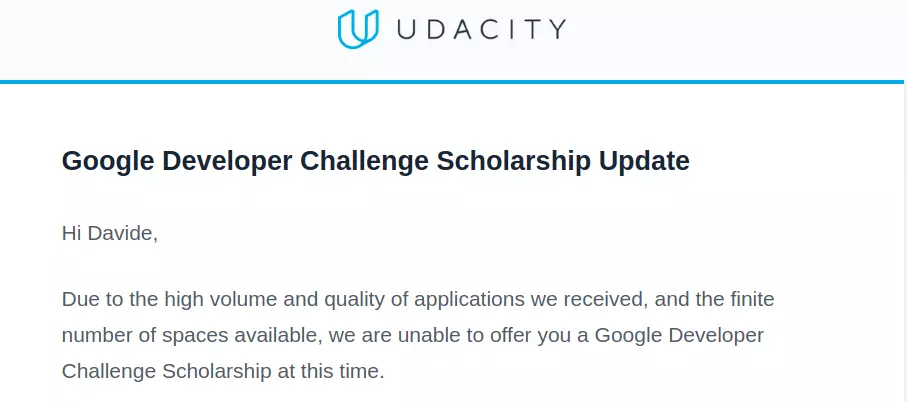 UDACITY
Google Developer Challenge Scholarship Update
Hi Davide,
Due to the high volume and quality of applications we received, and the finite
number of spaces available, we are unable to offer you a Google Developer
Challenge Scholarship at this time.